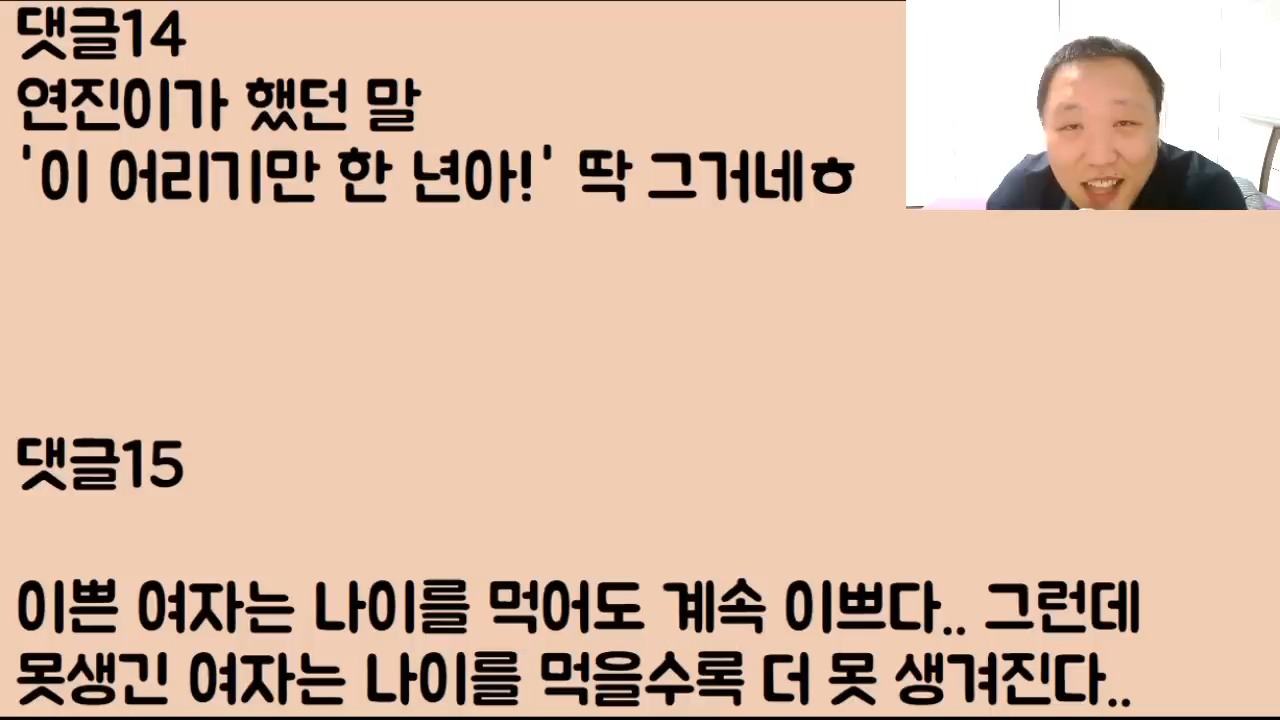 댓글14
연진이가 했던 말
'이 어리기만 한 년아!' 딱 그거네ㅎ
댓글15
이쁜 여자는 나이를 먹어도 계속 이쁘다.. 그런데
못생긴 여자는 나이를 먹을수록 더 못 생겨진다..